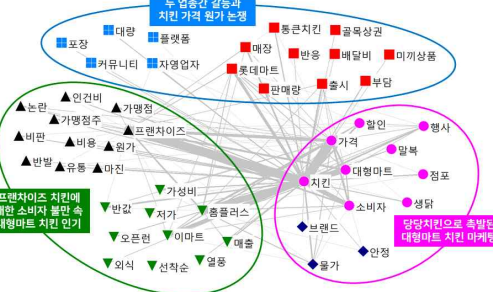 두 업종간 갈등과
치킨 가격 원가 논쟁
대량
플랫폼
포장
커뮤니티
자영업자
통큰치킨
골목상권
매장
반응
배달비
미끼상품
롯데마트
판매량
출시
부담
인건비
논란
가맹점
가맹점주
프랜차이즈
비판
비용
원가
반발
유통
마진
할인
행사
가격
말복
대형마트
점포
치킨
소비자
생닭
브랜드
안정
물가
가성비
반값
저가
홈플러스
오픈런
이마트
매출
외식
선착순
열풍
프랜차이즈 치킨에
소비자 불만 속
대형마트 치킨 인기
당당치킨으로 촉발된
대형마트 치킨 마케팅